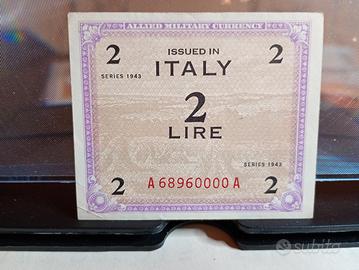 ALLIED MILITARY CURRENCY
2 ISSUED IN 2
SERIES 1943
ITALY
2
LIRE
SERIES 1943
2 A 68960000 A 2
subito